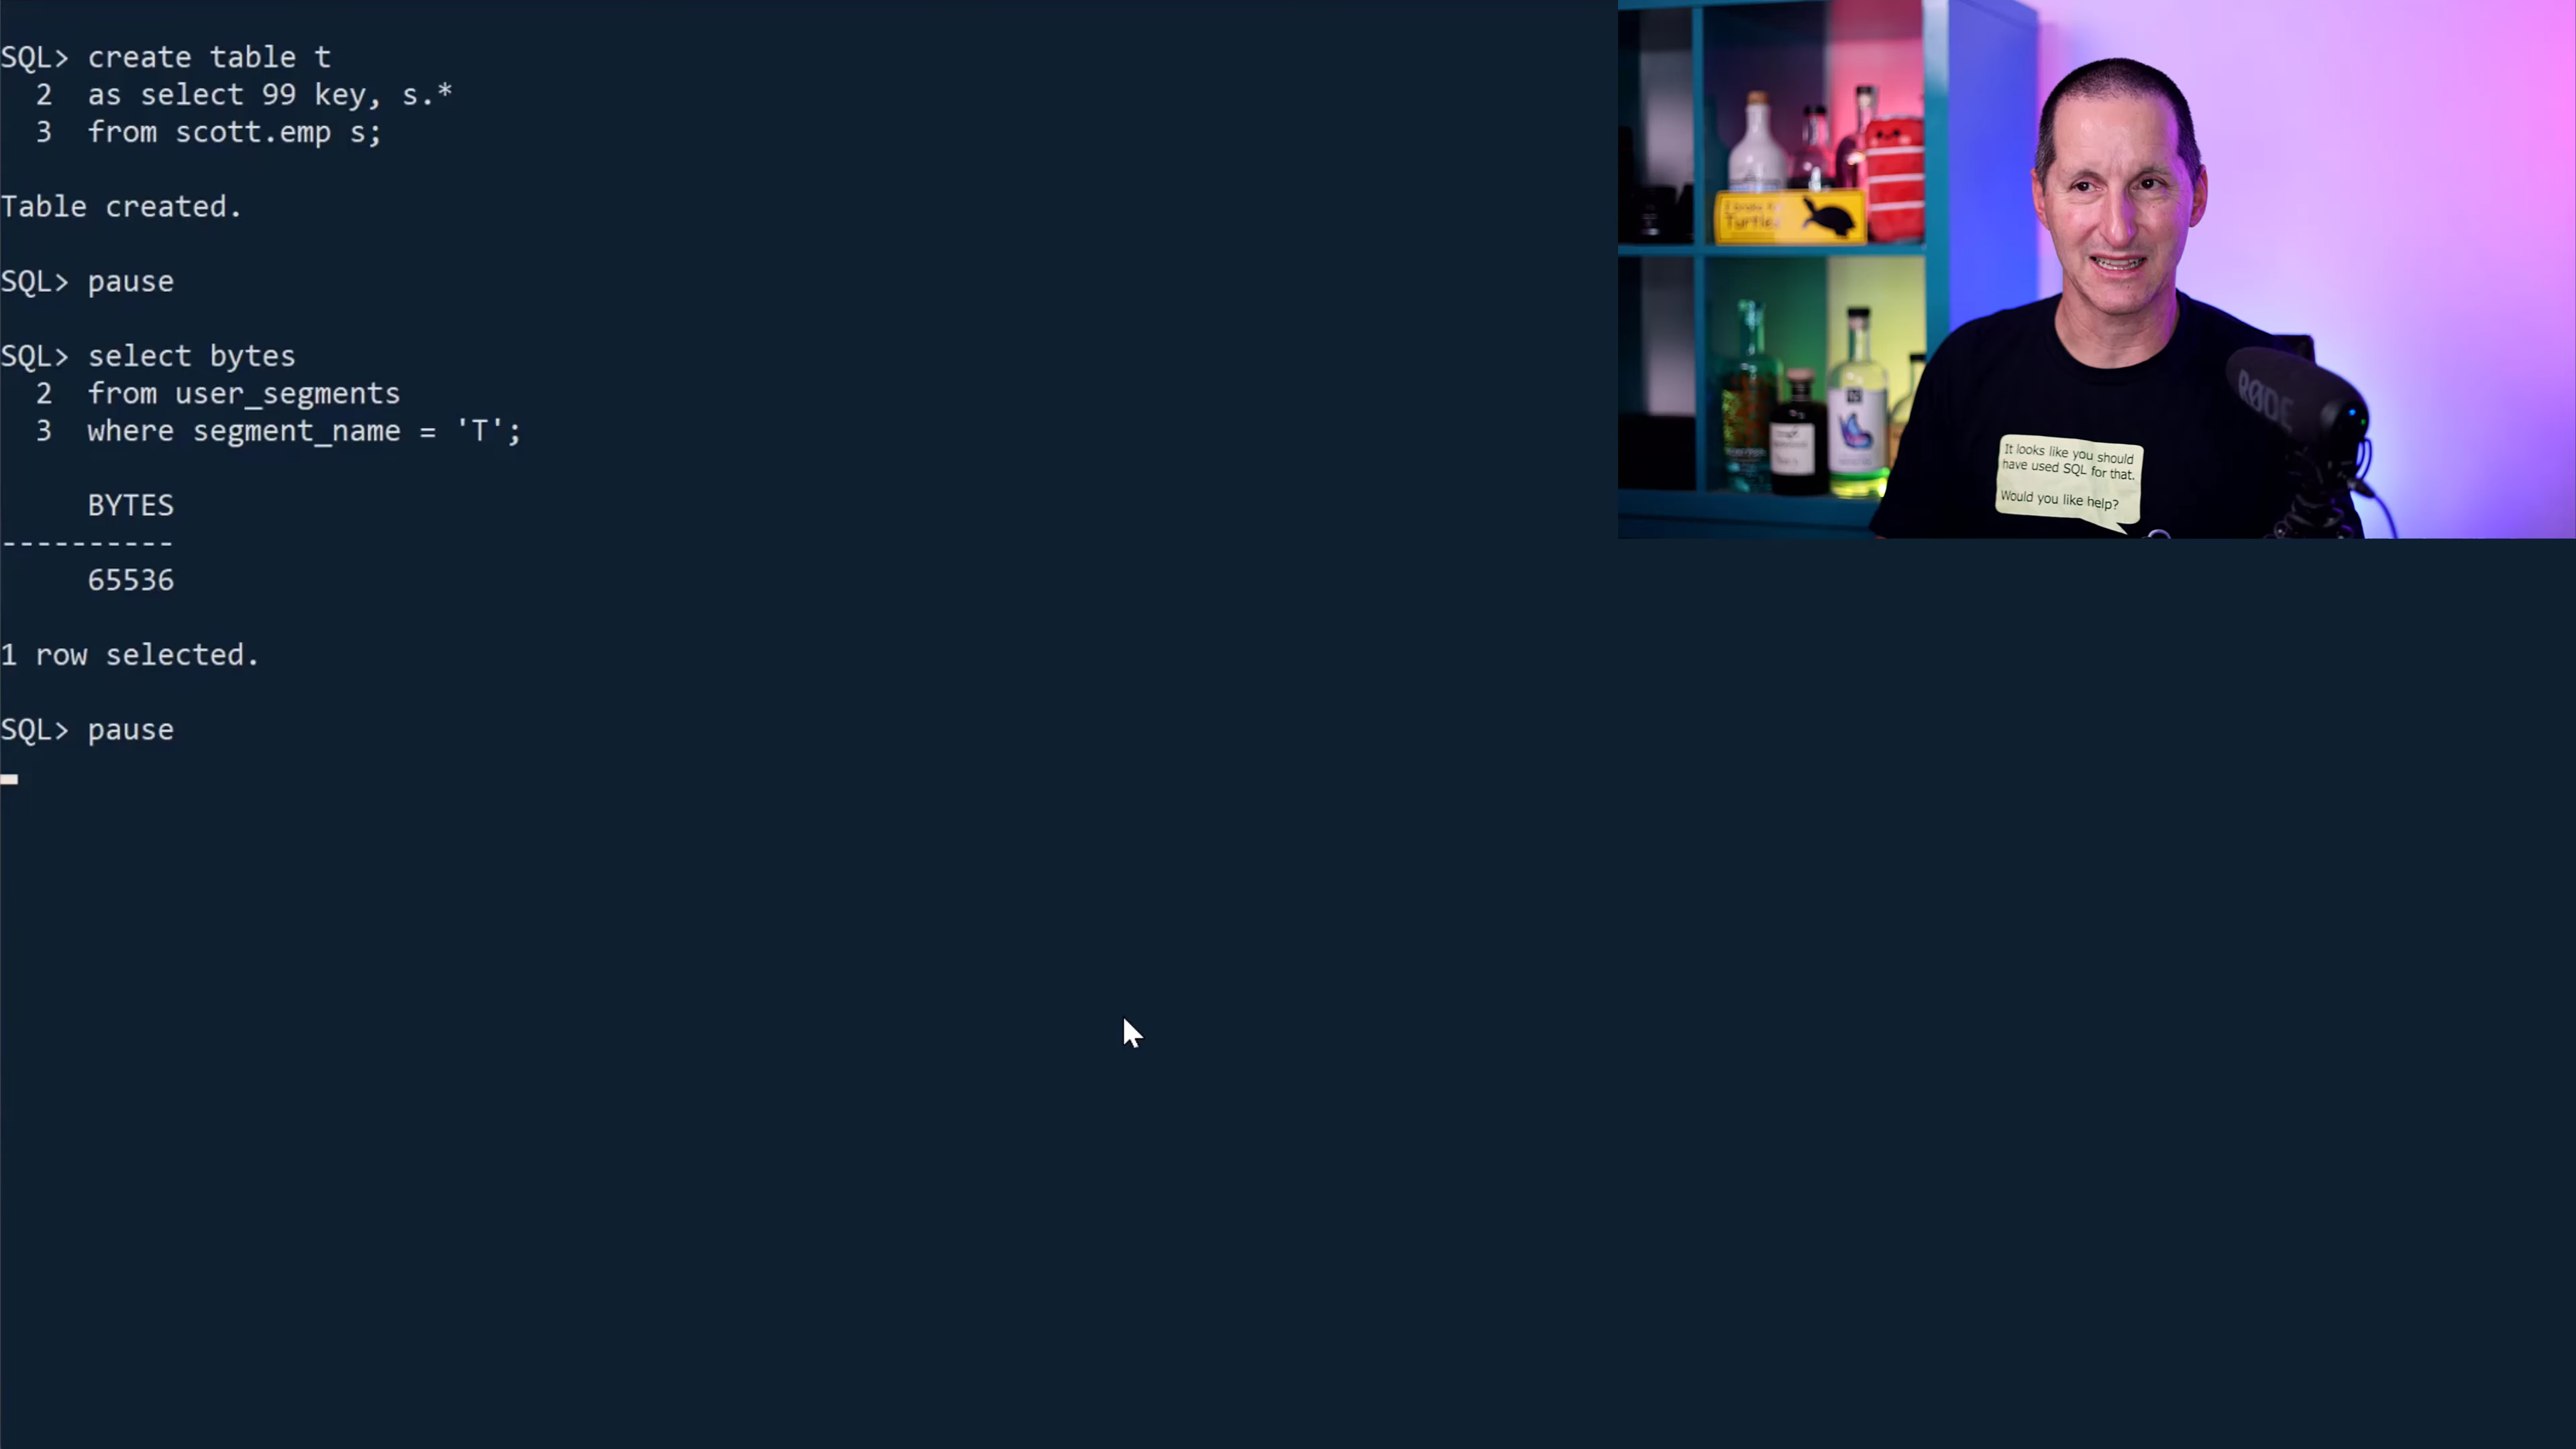 SQL> create table t
2 as select 99 key, s.*
3 from scott.emp s;
Table created.
SQL> pause
SQL> select bytes
2 from user_segments
3 where segment_name = 'T';
BYTES
----------
65536
1 row selected.
SQL> pause
Turtles
RØDE
It looks like you should
have used SQL for that.
Would you like help?